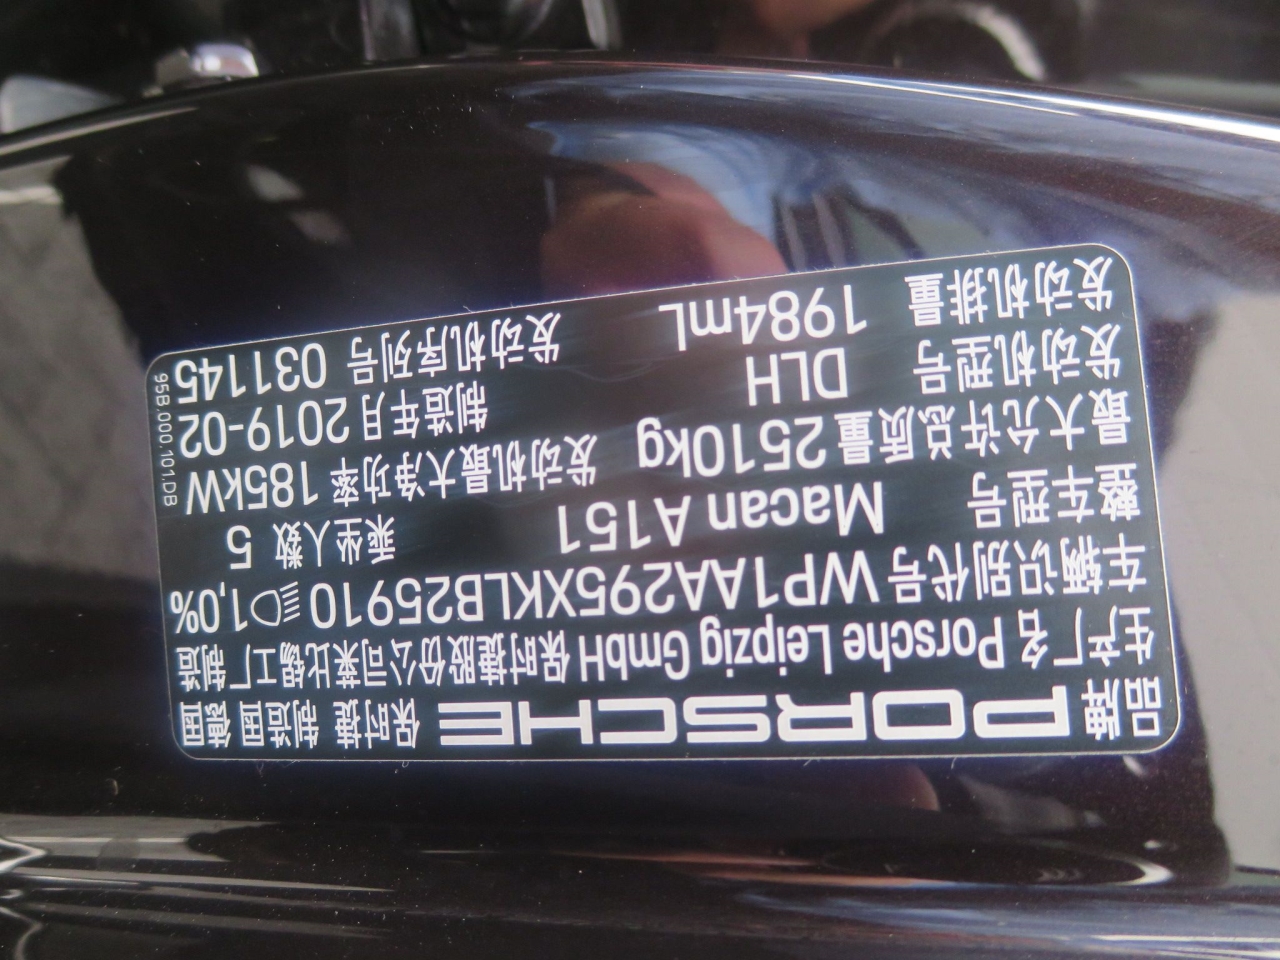 品牌 PORSCHE 保时捷 制造国 德国
生产厂名 Porsche Leipzig GmbH 保时捷股份公司莱比锡工厂制造
车辆识别代号 WP1AA295XKLB25910 1,0%
整车型号 Macan A151 乘坐人数 5
最大允许总质量 2510kg 发动机最大净功率 185kW
发动机型号 DLH 制造年月 2019-02
发动机排量 1984mL 发动机序列号 031145
95B.000.101.DB